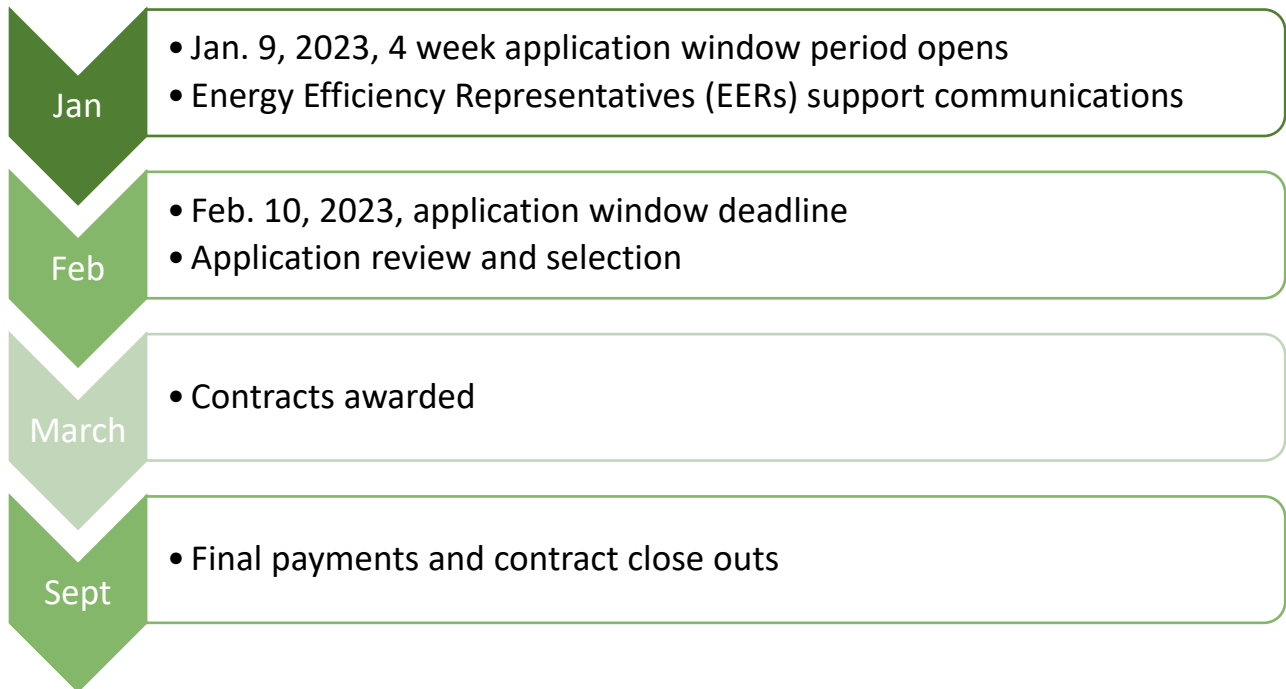 Jan
• Jan. 9, 2023, 4 week application window period opens
• Energy Efficiency Representatives (EERs) support communications
Feb
• Feb. 10, 2023, application window deadline
• Application review and selection
March
• Contracts awarded
Sept
• Final payments and contract close outs